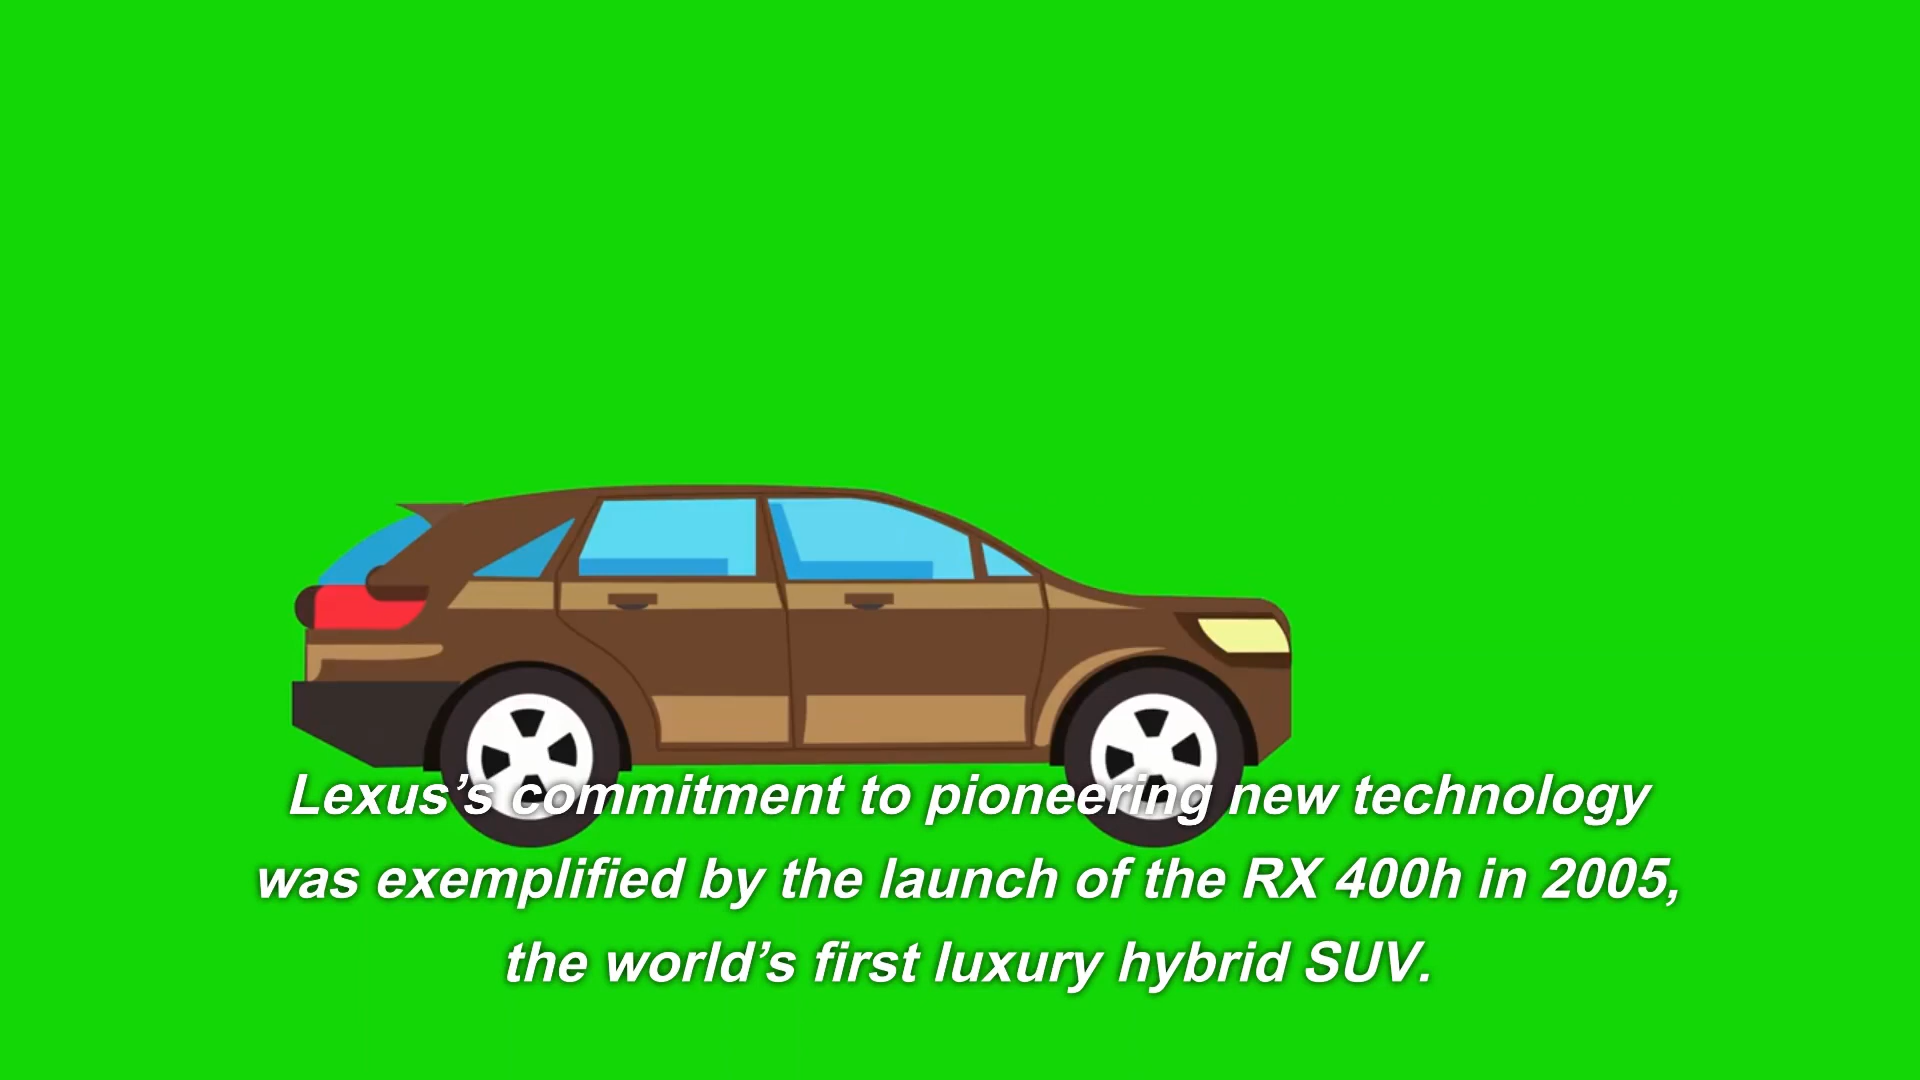 Lexus’s commitment to pioneering new technology
was exemplified by the launch of the RX 400h in 2005,
the world’s first luxury hybrid SUV.